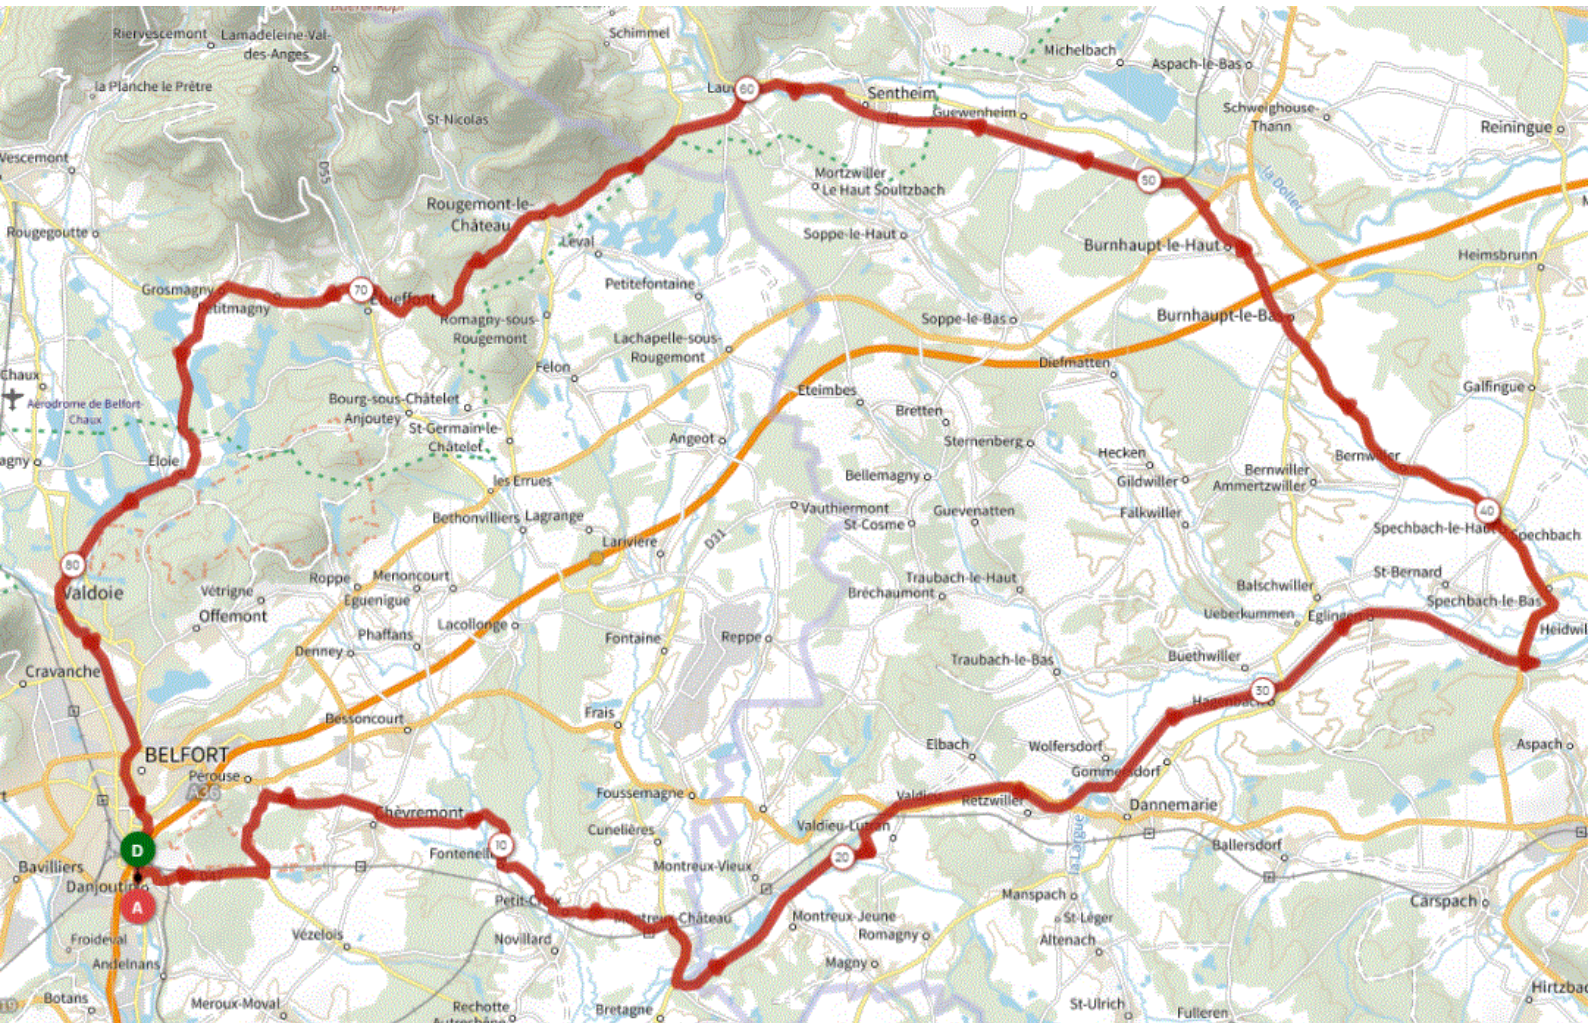 Riervescemont
Lamadeleine-Val-
des-Anges
Schimmel
Michelbach
Aspach-le-Bas
la Planche le Prêtre
60
Sentheim
Guewenheim
Schweighouse-
Thann
Reiningue
St-Nicolas
D55
Vescemont
Mortzwiller
Le Haut Soultzbach
50
la Doller
Rougemont-le-
Château
Rougegoutte
Leval
Soppe-le-Haut
Burnhaupt-le-Haut
Heimsbrunn
Grosmagny
70
Etueffont
Petitmagny
Petitefontaine
Romagny-sous-
Rougemont
Soppe-le-Bas
Burnhaupt-le-Bas
Lachapelle-sous-
Rougemont
Diefmatten
Chaux
Felon
Galfingue
Aérodrome de Belfort-
Chaux
Bourg-sous-Châtelet
Anjoutey
Eteimbes
Bretten
St-Germain-le-
Châtelet
Angeot
Sternenberg
Hecken
Bernwiller
agny
Éloie
Bellemagny
Gildwiller
Bernwiller
Ammertzwiller
les Errues
Vauthiermont
St-Cosme
Guevenatten
Falkwiller
40
Bethonvilliers
Lagrange
Spechbach-le-Haut
Spechbach
Larivière
D31
80
Valdoie
Vétrigne
Roppe
Menoncourt
Eguenigue
Traubach-le-Haut
Bréchaumont
Balschwiller
St-Bernard
Offemont
Lacollonge
Ueberkummen
Eglingen
Spechbach-le-Bas
Phaffans
Denney
Fontaine
Reppe
Heidwil
Cravanche
Traubach-le-Bas
Buethwiller
30
Hagenbach
Bessoncourt
Frais
BELFORT
Elbach
Wolfersdorf
Aspach
Pérouse
A36
Gommersdorf
Foussemagne
Valdieu
Retzwiller
Dannemarie
Chèvremont
Cunelières
Valdieu-Lutran
D
10
Fontenelle
20
la Largue
Ballersdorf
Bavilliers
Danjoutin
Montreux-Vieux
A
Petit-Croix
Montreux-Château
Montreux-Jeune
Manspach
St-Léger
Carspach
Froideval
Vézelois
Novillard
Romagny
Altenach
Andelnans
Magny
Botans
Meroux-Moval
Rechotte
Bretagne
St-Ulrich
Fulleren
Hirtzbac